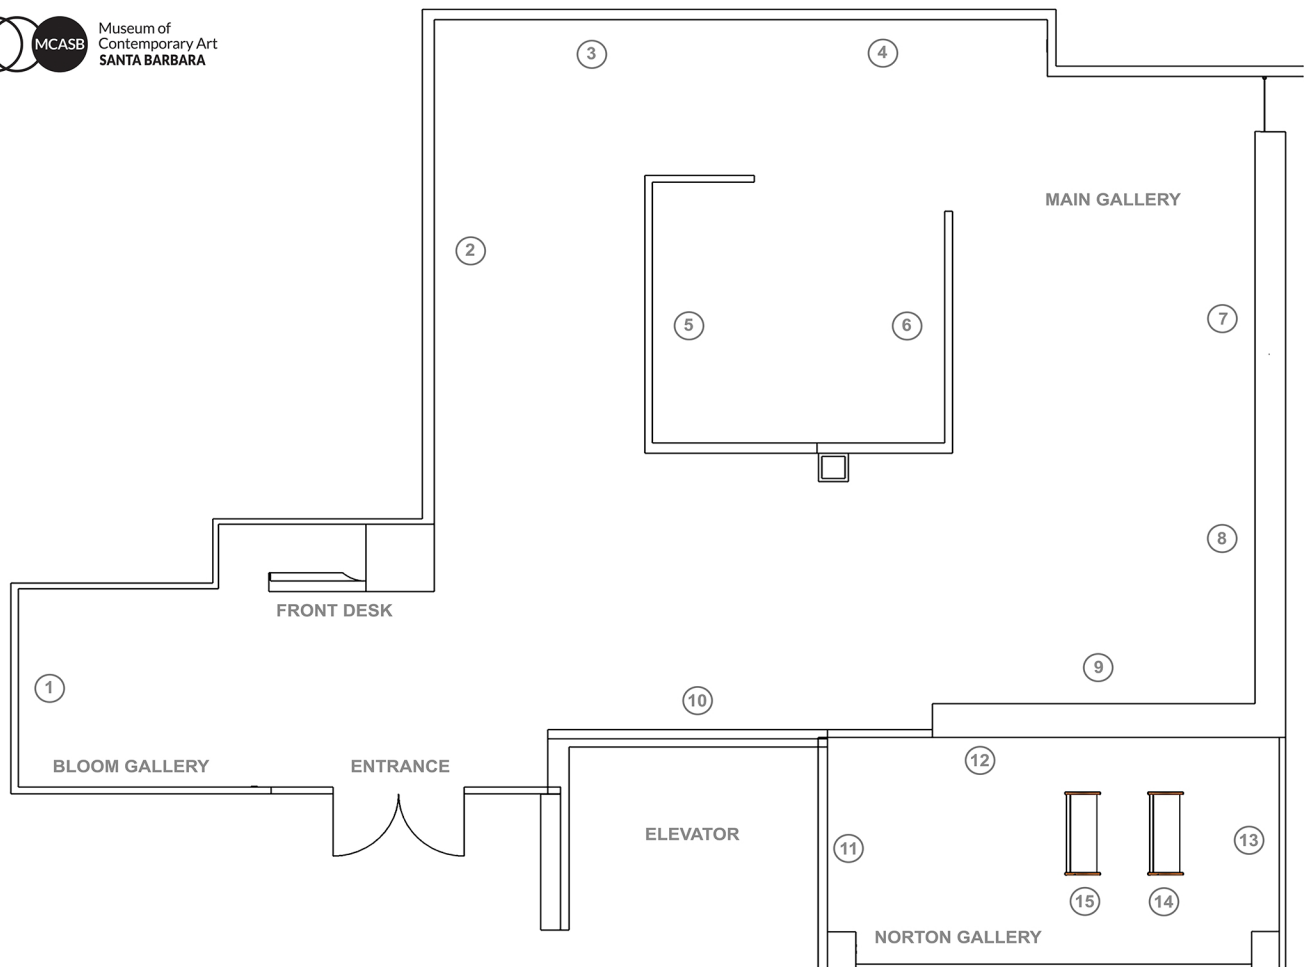 MCASB
Museum of
Contemporary Art
SANTA BARBARA
3
4
MAIN GALLERY
2
5
6
7
8
FRONT DESK
9
1
10
BLOOM GALLERY
ENTRANCE
12
ELEVATOR
11
13
15
14
NORTON GALLERY